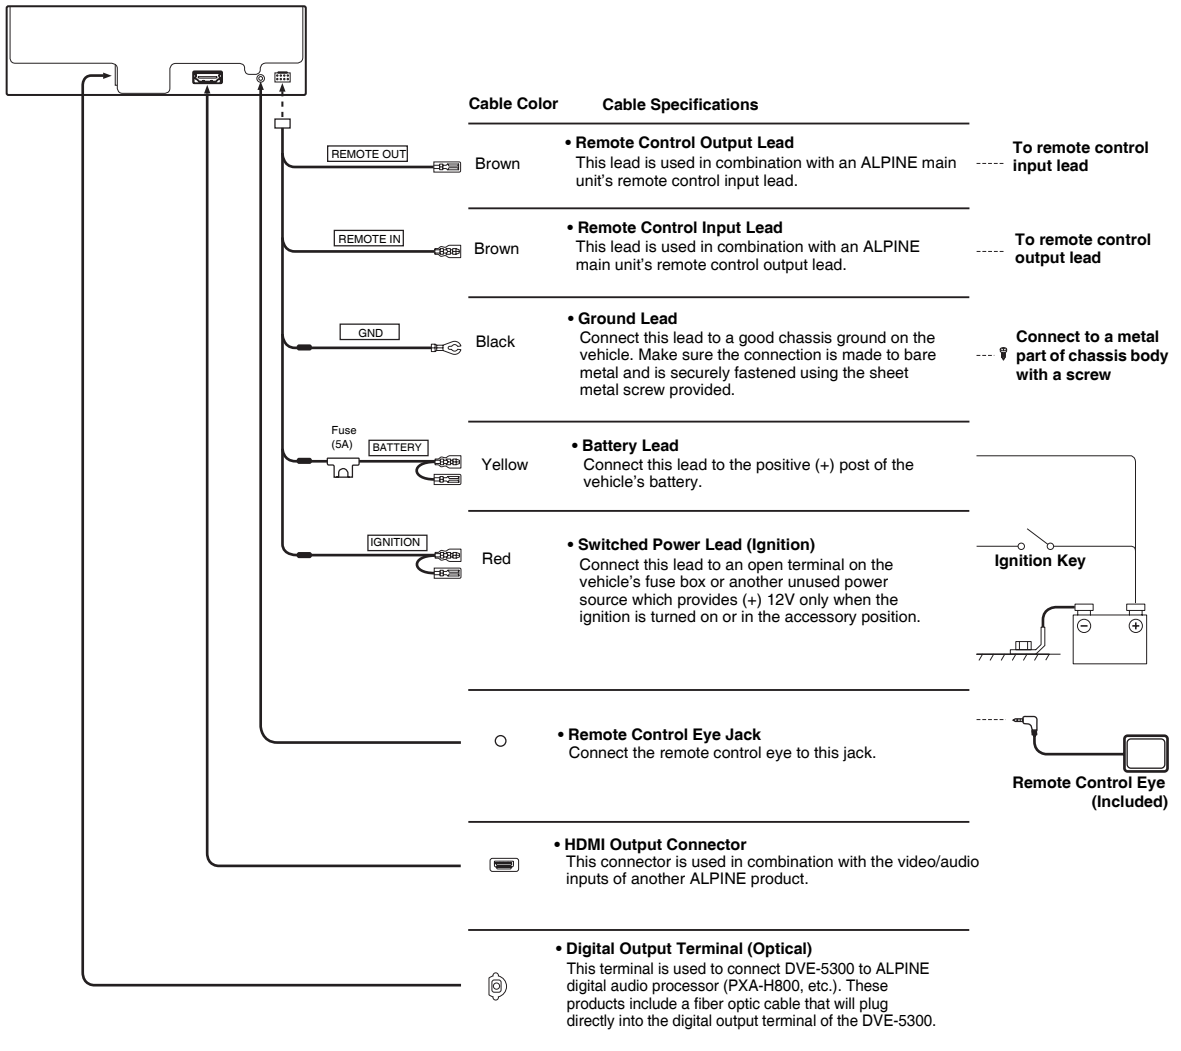 Cable Color Cable Specifications
REMOTE OUT
Brown
• Remote Control Output Lead
This lead is used in combination with an ALPINE main
unit's remote control input lead.
To remote control
input lead
REMOTE IN
Brown
• Remote Control Input Lead
This lead is used in combination with an ALPINE
main unit's remote control output lead.
To remote control
output lead
GND
Black
• Ground Lead
Connect this lead to a good chassis ground on the
vehicle. Make sure the connection is made to bare
metal and is securely fastened using the sheet
metal screw provided.
Connect to a metal
part of chassis body
with a screw
Fuse
(5A)
BATTERY
Yellow
• Battery Lead
Connect this lead to the positive (+) post of the
vehicle's battery.
IGNITION
Red
• Switched Power Lead (Ignition)
Connect this lead to an open terminal on the
vehicle's fuse box or another unused power
source which provides (+) 12V only when the
ignition is turned on or in the accessory position.
Ignition Key
− +
• Remote Control Eye Jack
Connect the remote control eye to this jack.
Remote Control Eye
(Included)
• HDMI Output Connector
This connector is used in combination with the video/audio
inputs of another ALPINE product.
• Digital Output Terminal (Optical)
This terminal is used to connect DVE-5300 to ALPINE
digital audio processor (PXA-H800, etc.). These
products include a fiber optic cable that will plug
directly into the digital output terminal of the DVE-5300.